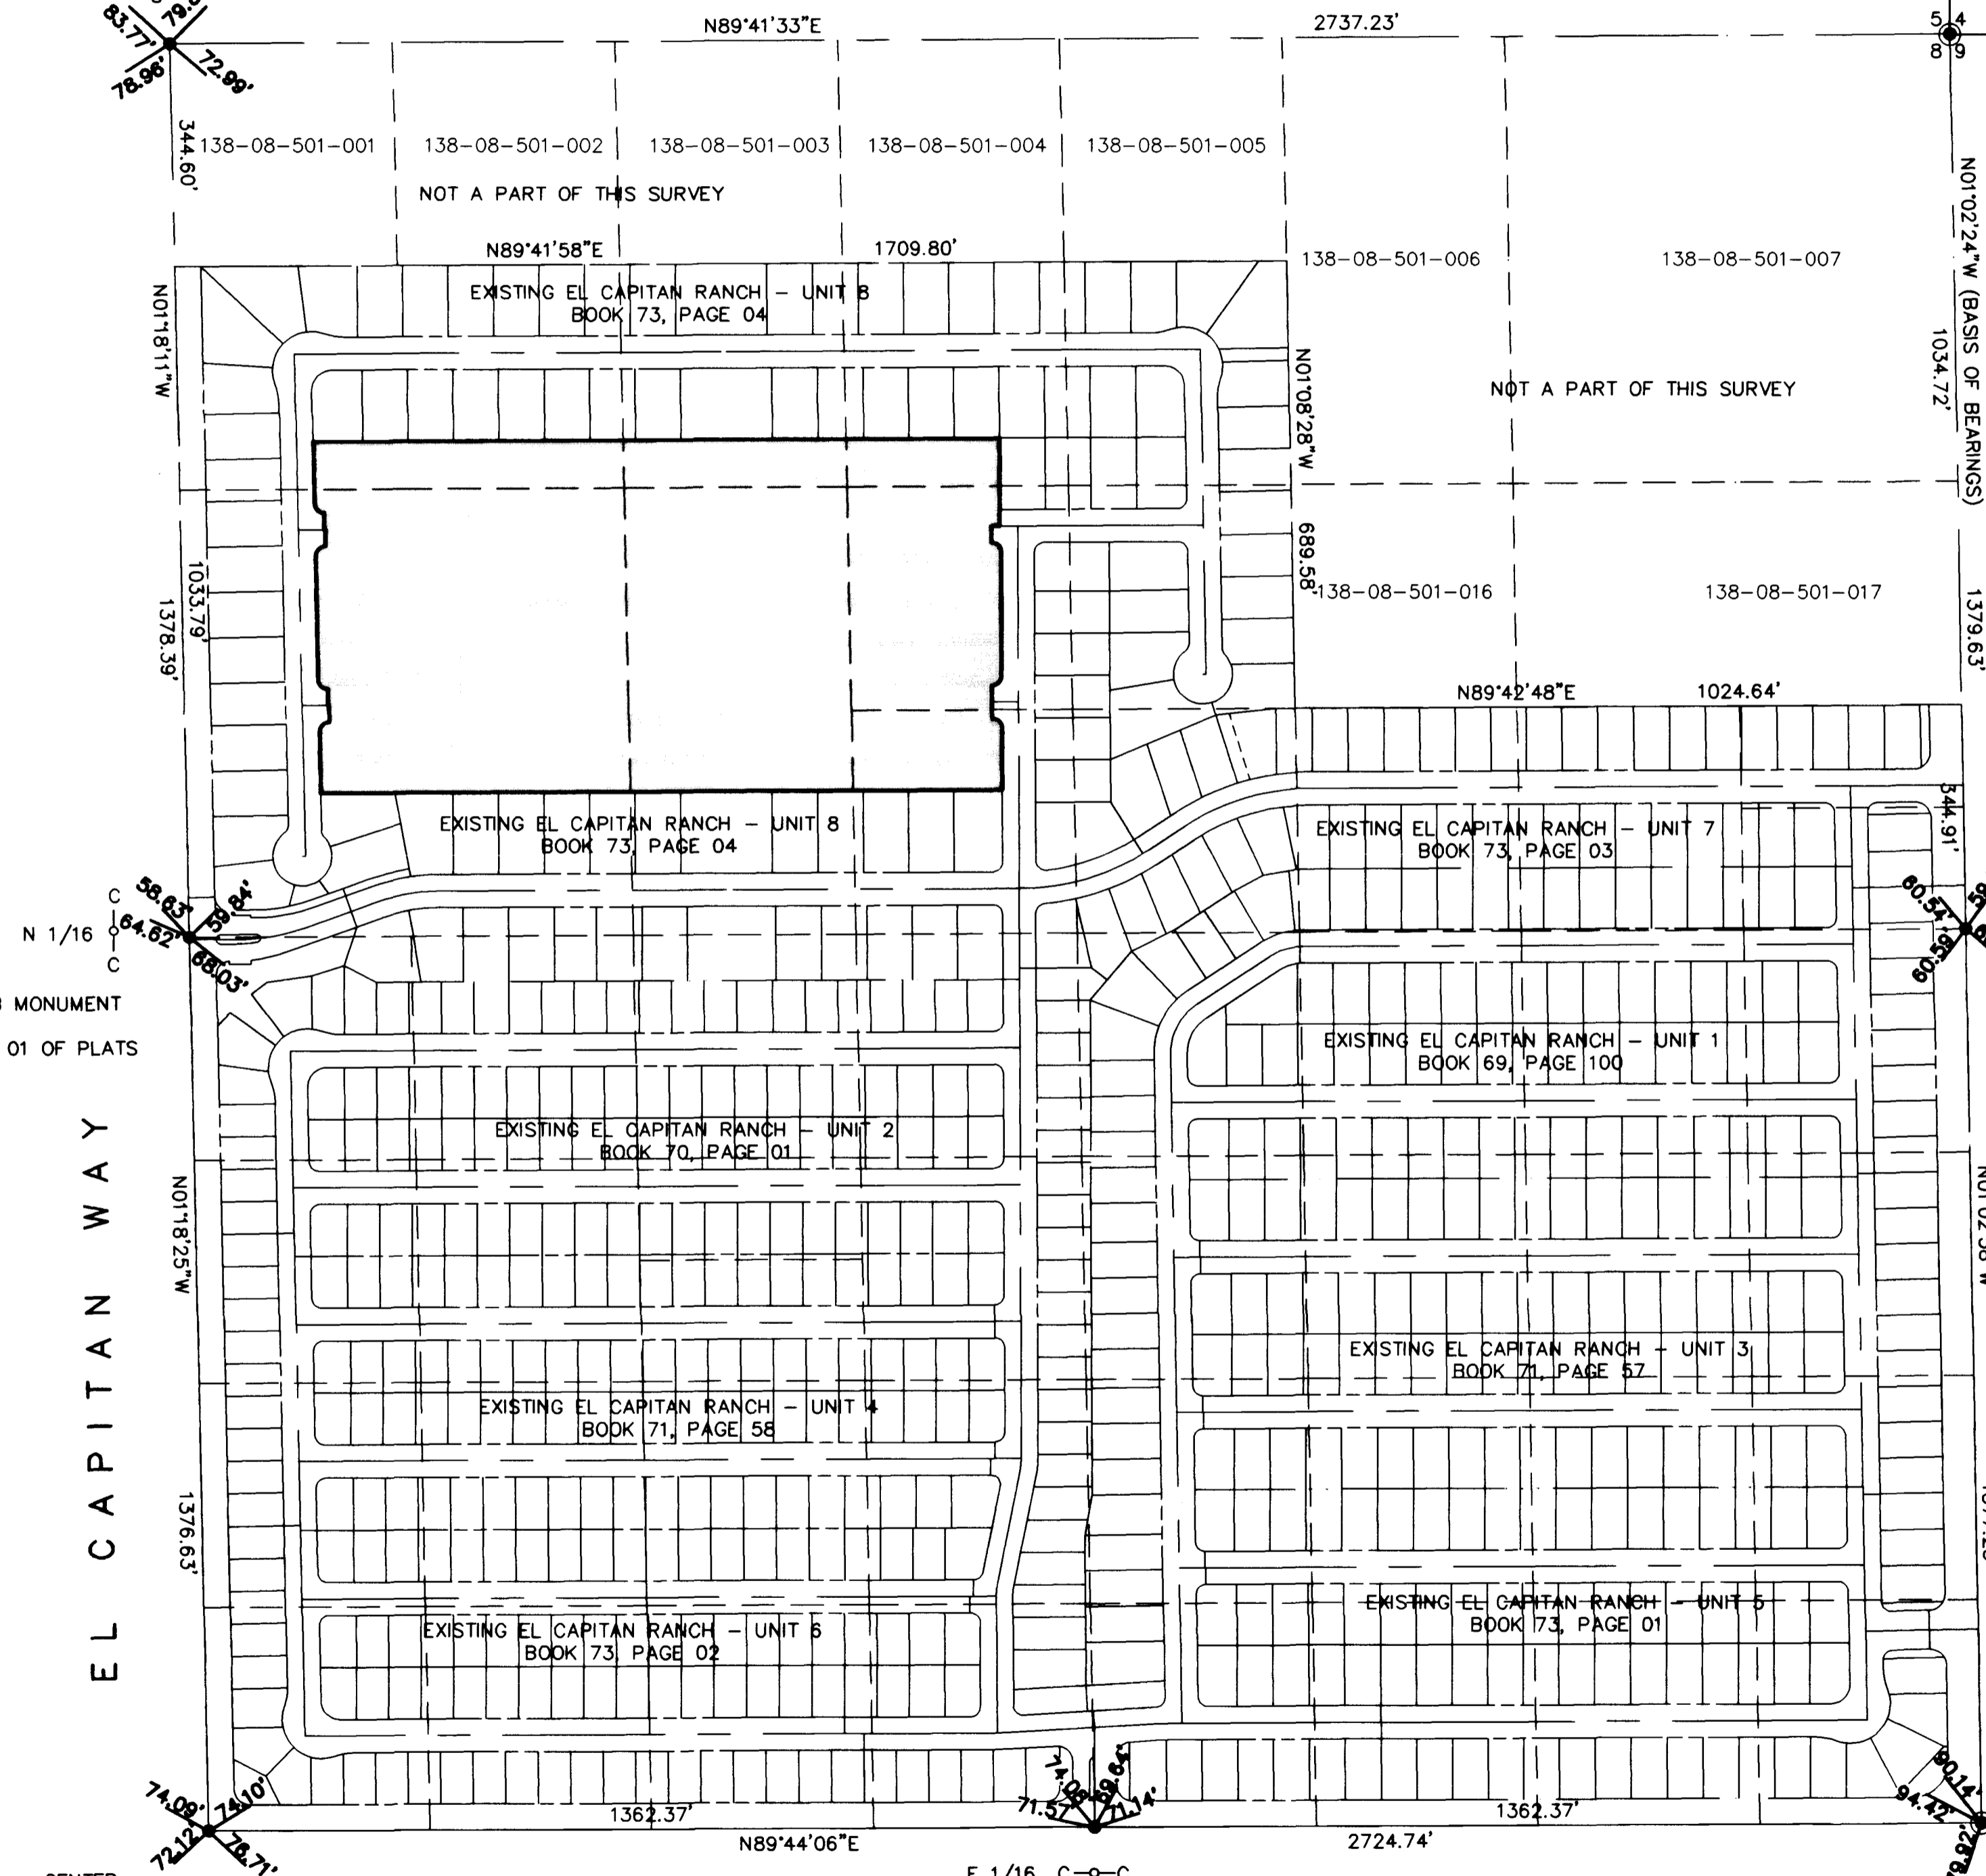 83.77'
N89°41'33"E
2737.23'
5 4
8 9
78.96'
72.99'
344.60'
138-08-501-001
138-08-501-002
138-08-501-003
138-08-501-004
138-08-501-005
NOT A PART OF THIS SURVEY
N01°02'24"W (BASIS OF BEARINGS)
N89°41'58"E
1709.80'
138-08-501-006
138-08-501-007
EXISTING EL CAPITAN RANCH - UNIT 8
BOOK 73, PAGE 04
N01°18'11"W
N01°08'28"W
1034.72'
NOT A PART OF THIS SURVEY
689.58'
1033.79'
1378.39'
138-08-501-016
138-08-501-017
1379.63'
N89°42'48"E
1024.64'
344.91'
EXISTING EL CAPITAN RANCH - UNIT 8
BOOK 73, PAGE 04
EXISTING EL CAPITAN RANCH - UNIT 7
BOOK 73, PAGE 03
58.63'
59.84'
C
N 1/16
64.62'
C
68.03'
60.54'
60.59'
MONUMENT
01 OF PLATS
EXISTING EL CAPITAN RANCH - UNIT 1
BOOK 69, PAGE 100
EXISTING EL CAPITAN RANCH - UNIT 2
BOOK 70, PAGE 01
N01°18'25"W
EL CAPITAN WAY
EXISTING EL CAPITAN RANCH - UNIT 3
BOOK 71, PAGE 57
EXISTING EL CAPITAN RANCH - UNIT 4
BOOK 71, PAGE 58
1376.63'
EXISTING EL CAPITAN RANCH - UNIT 5
BOOK 73, PAGE 01
EXISTING EL CAPITAN RANCH - UNIT 6
BOOK 73, PAGE 02
74.09'
74.10'
72.12'
76.71'
1362.37'
71.57'
71.14'
1362.37'
90.14'
94.42'
N89°44'06"E
2724.74'